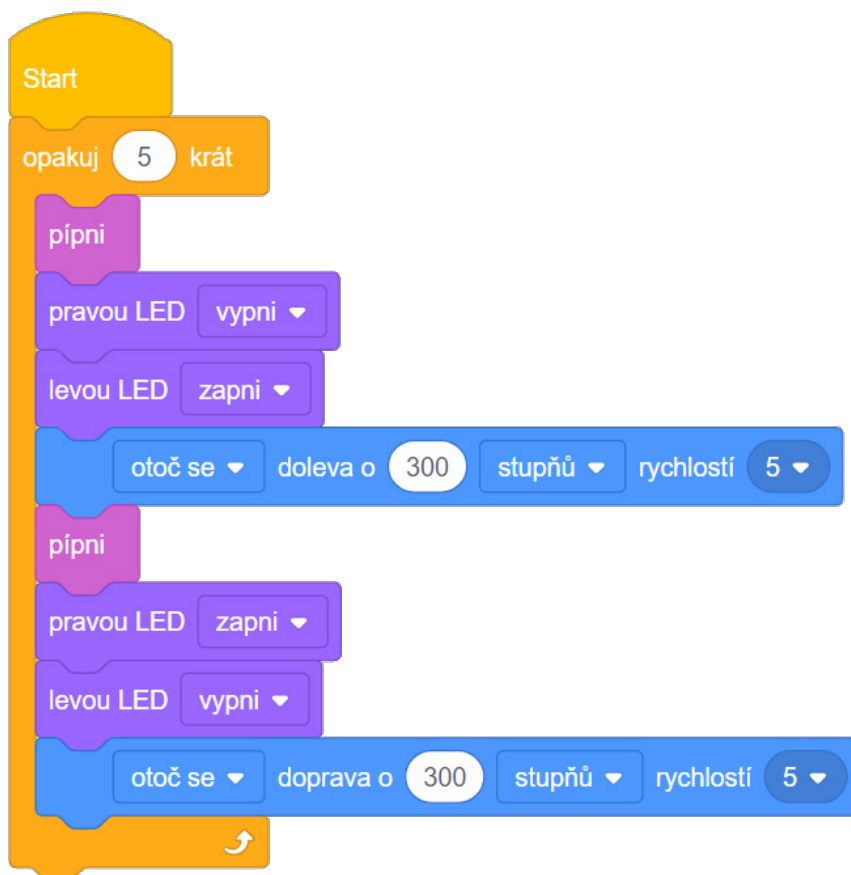 Start
opakuj 5 krát
pípni
pravou LED vypni
levou LED zapni
otoč se doleva o 300 stupňů rychlostí 5
pípni
pravou LED zapni
levou LED vypni
otoč se doprava o 300 stupňů rychlostí 5